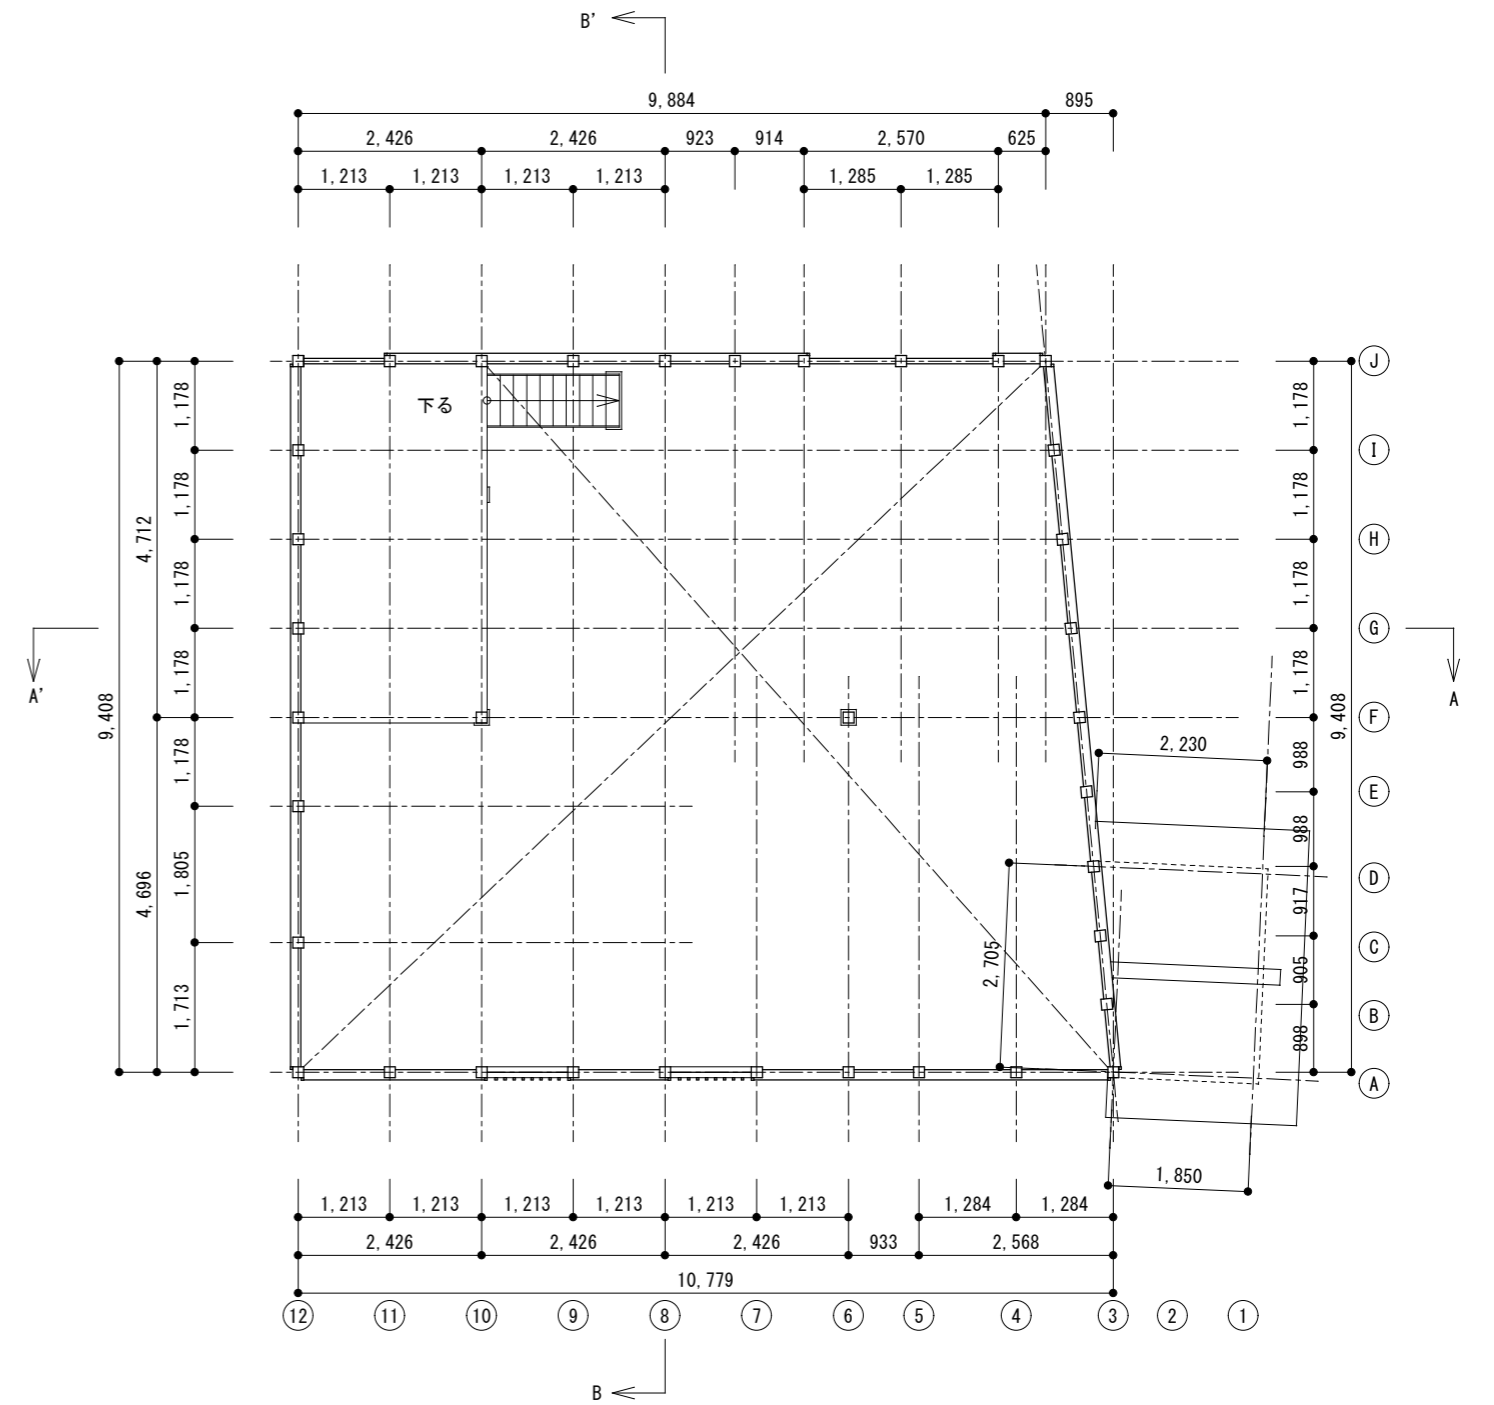 B'
9,884 895
2,426 2,426 923 914 2,570 625
1,213 1,213 1,213 1,213 1,285 1,285
下る
J
I
H
G
F
E
D
C
B
A
1,178
1,178
1,178
1,178
1,178
1,805
1,713
4,712
4,696
9,408
A'
1,178
1,178
1,178
1,178
988
988
917
905
898
9,408
A
2,230
2,705
1,850
1,213 1,213 1,213 1,213 1,213 1,213 1,284 1,284
2,426 2,426 2,426 933 2,568
10,779
12 11 10 9 8 7 6 5 4 3 2 1
B